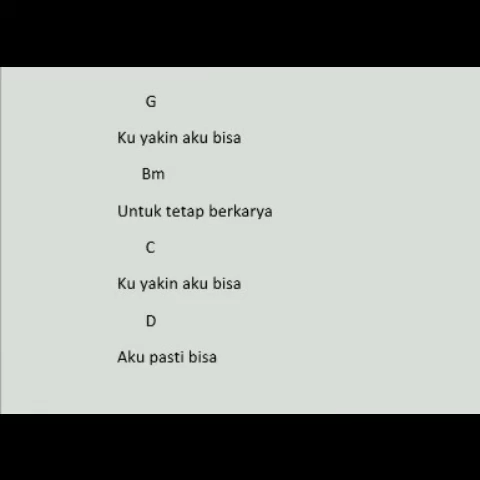 G
Ku yakin aku bisa
Bm
Untuk tetap berkarya
C
Ku yakin aku bisa
D
Aku pasti bisa